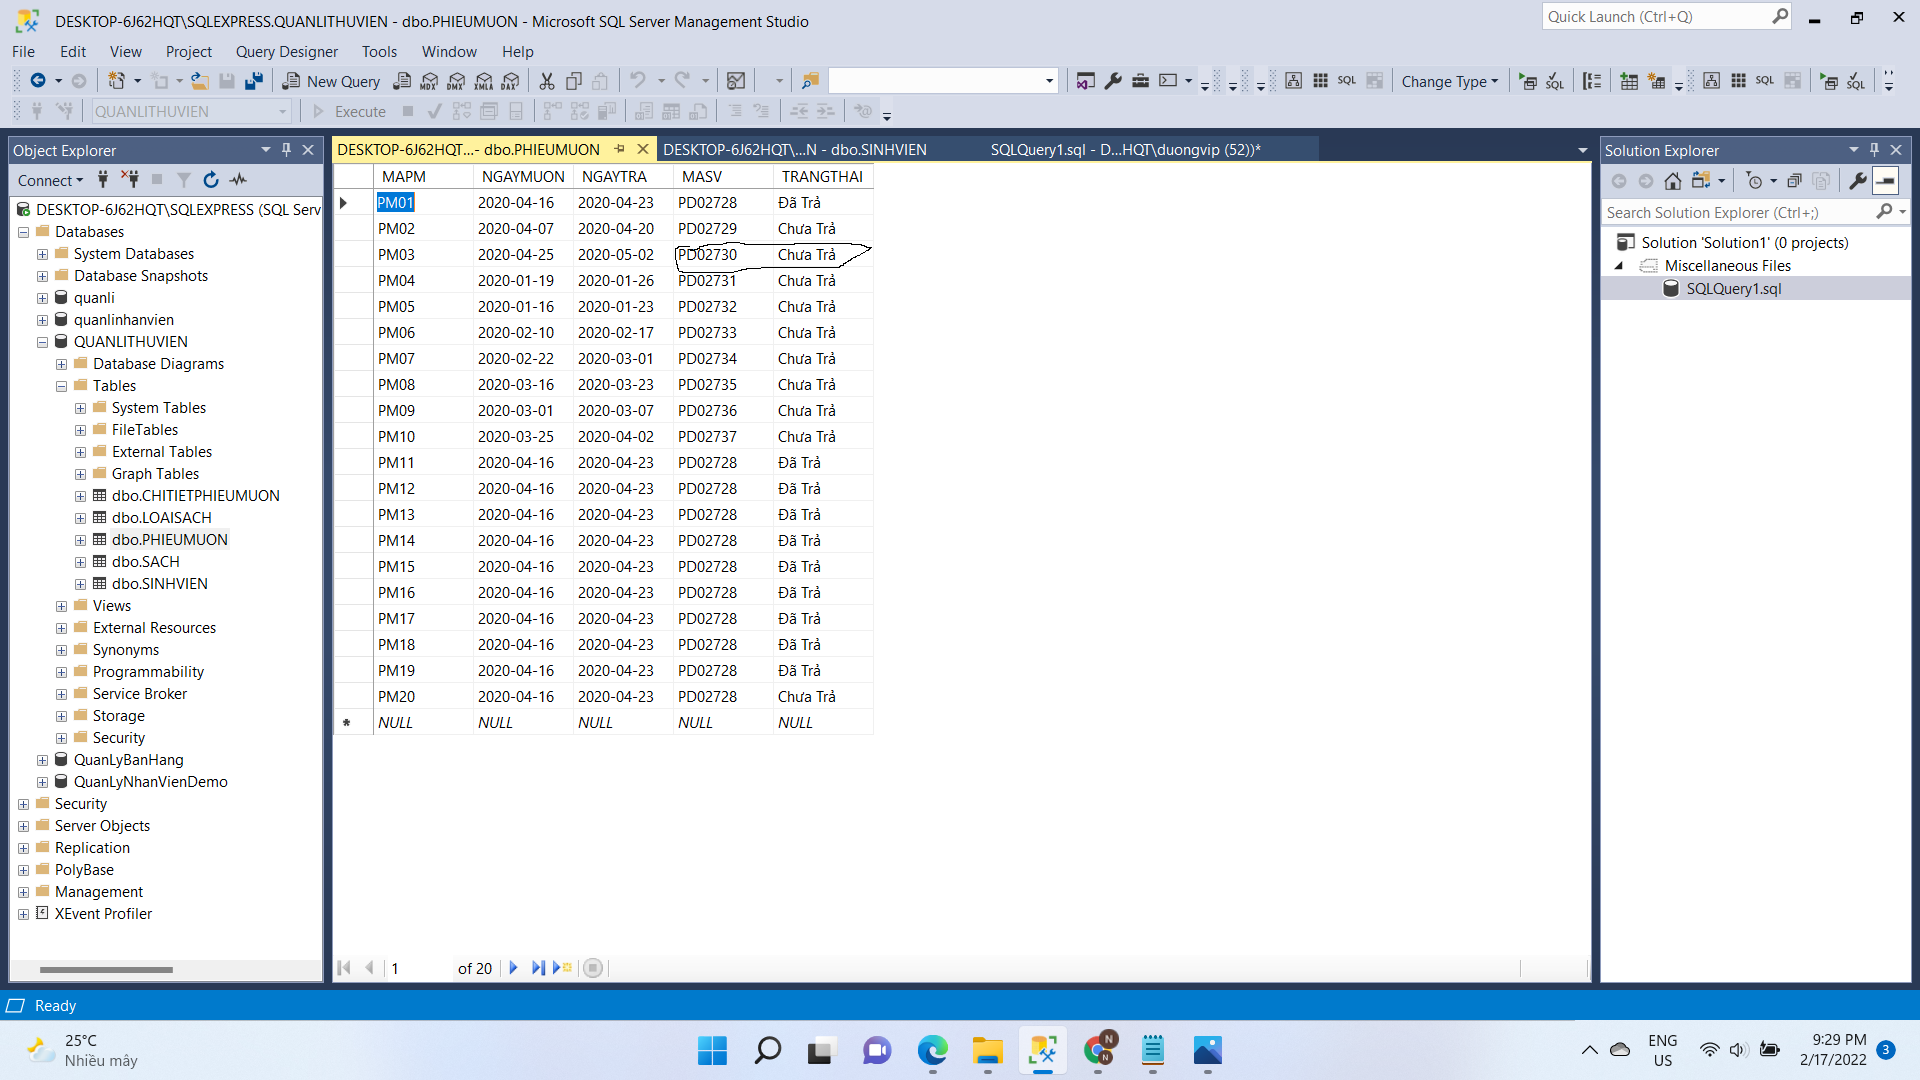 DESKTOP-6J62HQT\SQLEXPRESS.QUANLITHUVIEN - dbo.PHIEUMUON - Microsoft SQL Server Management Studio
Quick Launch (Ctrl+Q)
File Edit View Project Query Designer Tools Window Help
New Query MDX DMX XMLA DAX SQL Change Type SQL
QUANLITHUVIEN Execute
Object Explorer
Connect
DESKTOP-6J62HQT\SQLEXPRESS (SQL Serv
Databases
System Databases
Database Snapshots
quanli
quanlinhanvien
QUANLITHUVIEN
Database Diagrams
Tables
System Tables
FileTables
External Tables
Graph Tables
dbo.CHITIETPHIEUMUON
dbo.LOAISACH
dbo.PHIEUMUON
dbo.SACH
dbo.SINHVIEN
Views
External Resources
Synonyms
Programmability
Service Broker
Storage
Security
QuanLyBanHang
QuanLyNhanVienDemo
Security
Server Objects
Replication
PolyBase
Management
XEvent Profiler
DESKTOP-6J62HQT...- dbo.PHIEUMUON DESKTOP-6J62HQT\...N - dbo.SINHVIEN SQLQuery1.sql - D...HQT\duongvip (52))*
MAPM NGAYMUON NGAYTRA MASV TRANGTHAI
PM01 2020-04-16 2020-04-23 PD02728 Đã Trả
PM02 2020-04-07 2020-04-20 PD02729 Chưa Trả
PM03 2020-04-25 2020-05-02 PD02730 Chưa Trả
PM04 2020-01-19 2020-01-26 PD02731 Chưa Trả
PM05 2020-01-16 2020-01-23 PD02732 Chưa Trả
PM06 2020-02-10 2020-02-17 PD02733 Chưa Trả
PM07 2020-02-22 2020-03-01 PD02734 Chưa Trả
PM08 2020-03-16 2020-03-23 PD02735 Chưa Trả
PM09 2020-03-01 2020-03-07 PD02736 Chưa Trả
PM10 2020-03-25 2020-04-02 PD02737 Chưa Trả
PM11 2020-04-16 2020-04-23 PD02728 Đã Trả
PM12 2020-04-16 2020-04-23 PD02728 Đã Trả
PM13 2020-04-16 2020-04-23 PD02728 Đã Trả
PM14 2020-04-16 2020-04-23 PD02728 Đã Trả
PM15 2020-04-16 2020-04-23 PD02728 Đã Trả
PM16 2020-04-16 2020-04-23 PD02728 Đã Trả
PM17 2020-04-16 2020-04-23 PD02728 Đã Trả
PM18 2020-04-16 2020-04-23 PD02728 Đã Trả
PM19 2020-04-16 2020-04-23 PD02728 Đã Trả
PM20 2020-04-16 2020-04-23 PD02728 Chưa Trả
* NULL NULL NULL NULL NULL
1 of 20
Solution Explorer
Search Solution Explorer (Ctrl+;)
Solution 'Solution1' (0 projects)
Miscellaneous Files
SQLQuery1.sql
Ready
25°C
Nhiều mây
N
N
ENG
US
9:29 PM
2/17/2022
3